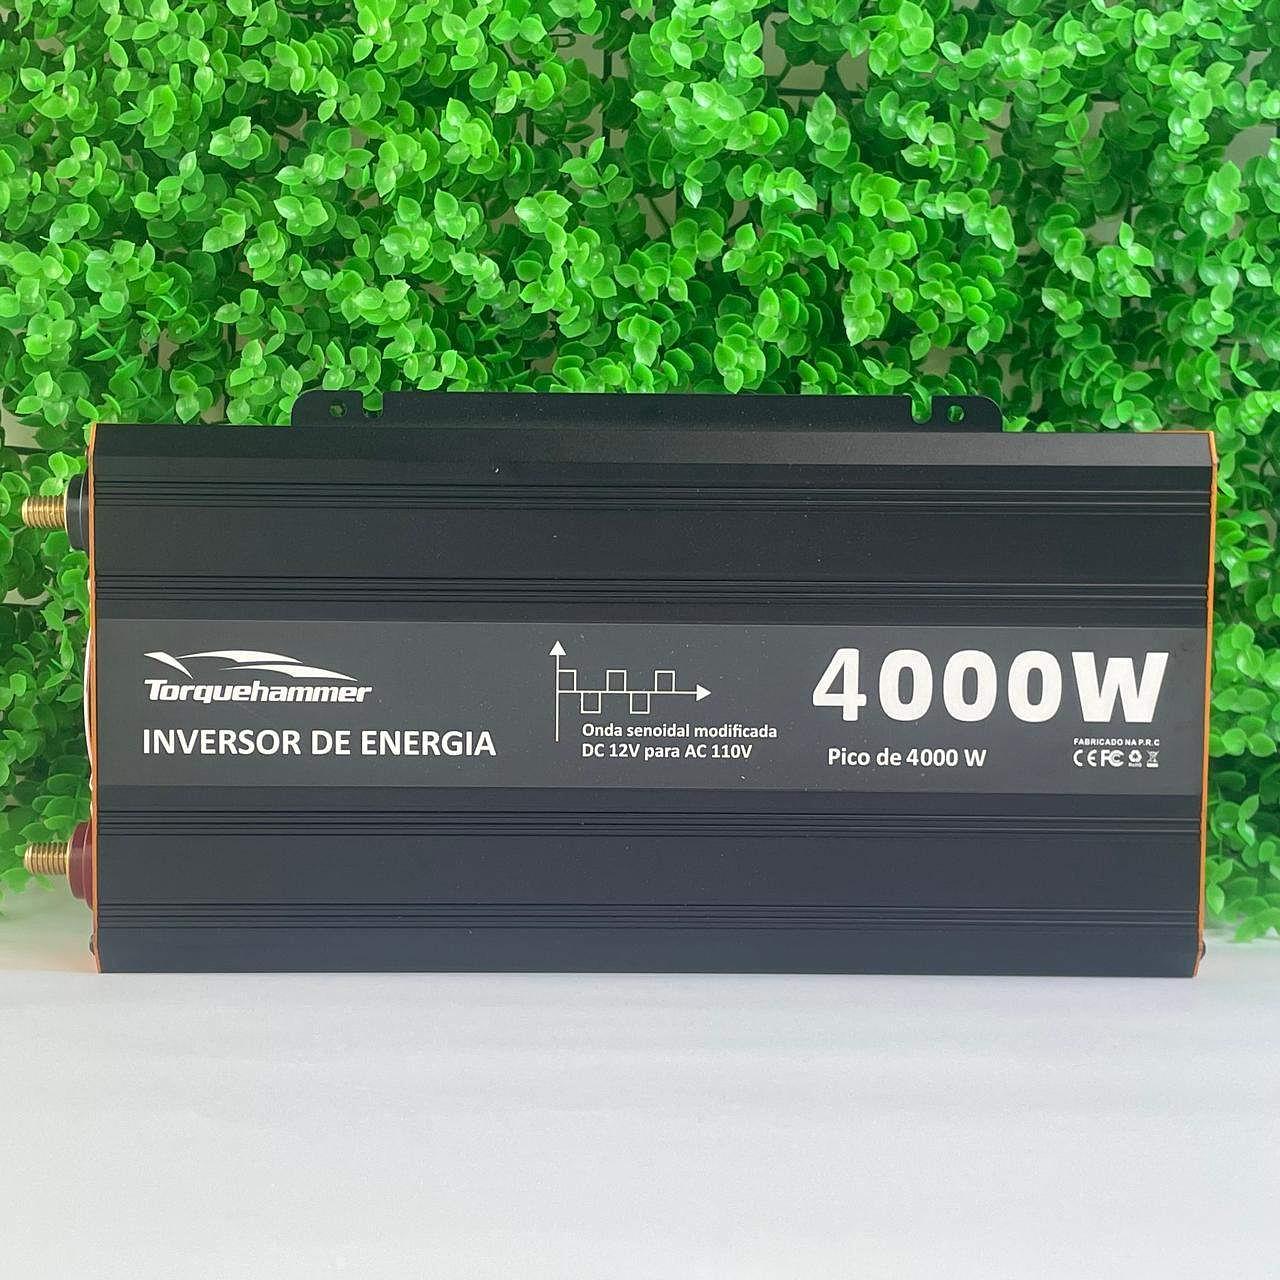 Torquehammer
INVERSOR DE ENERGIA
Onda senoidal modificada
DC 12V para AC 110V
4000W
Pico de 4000 W
FABRICADO NA P.R.C
CE FC RoHS